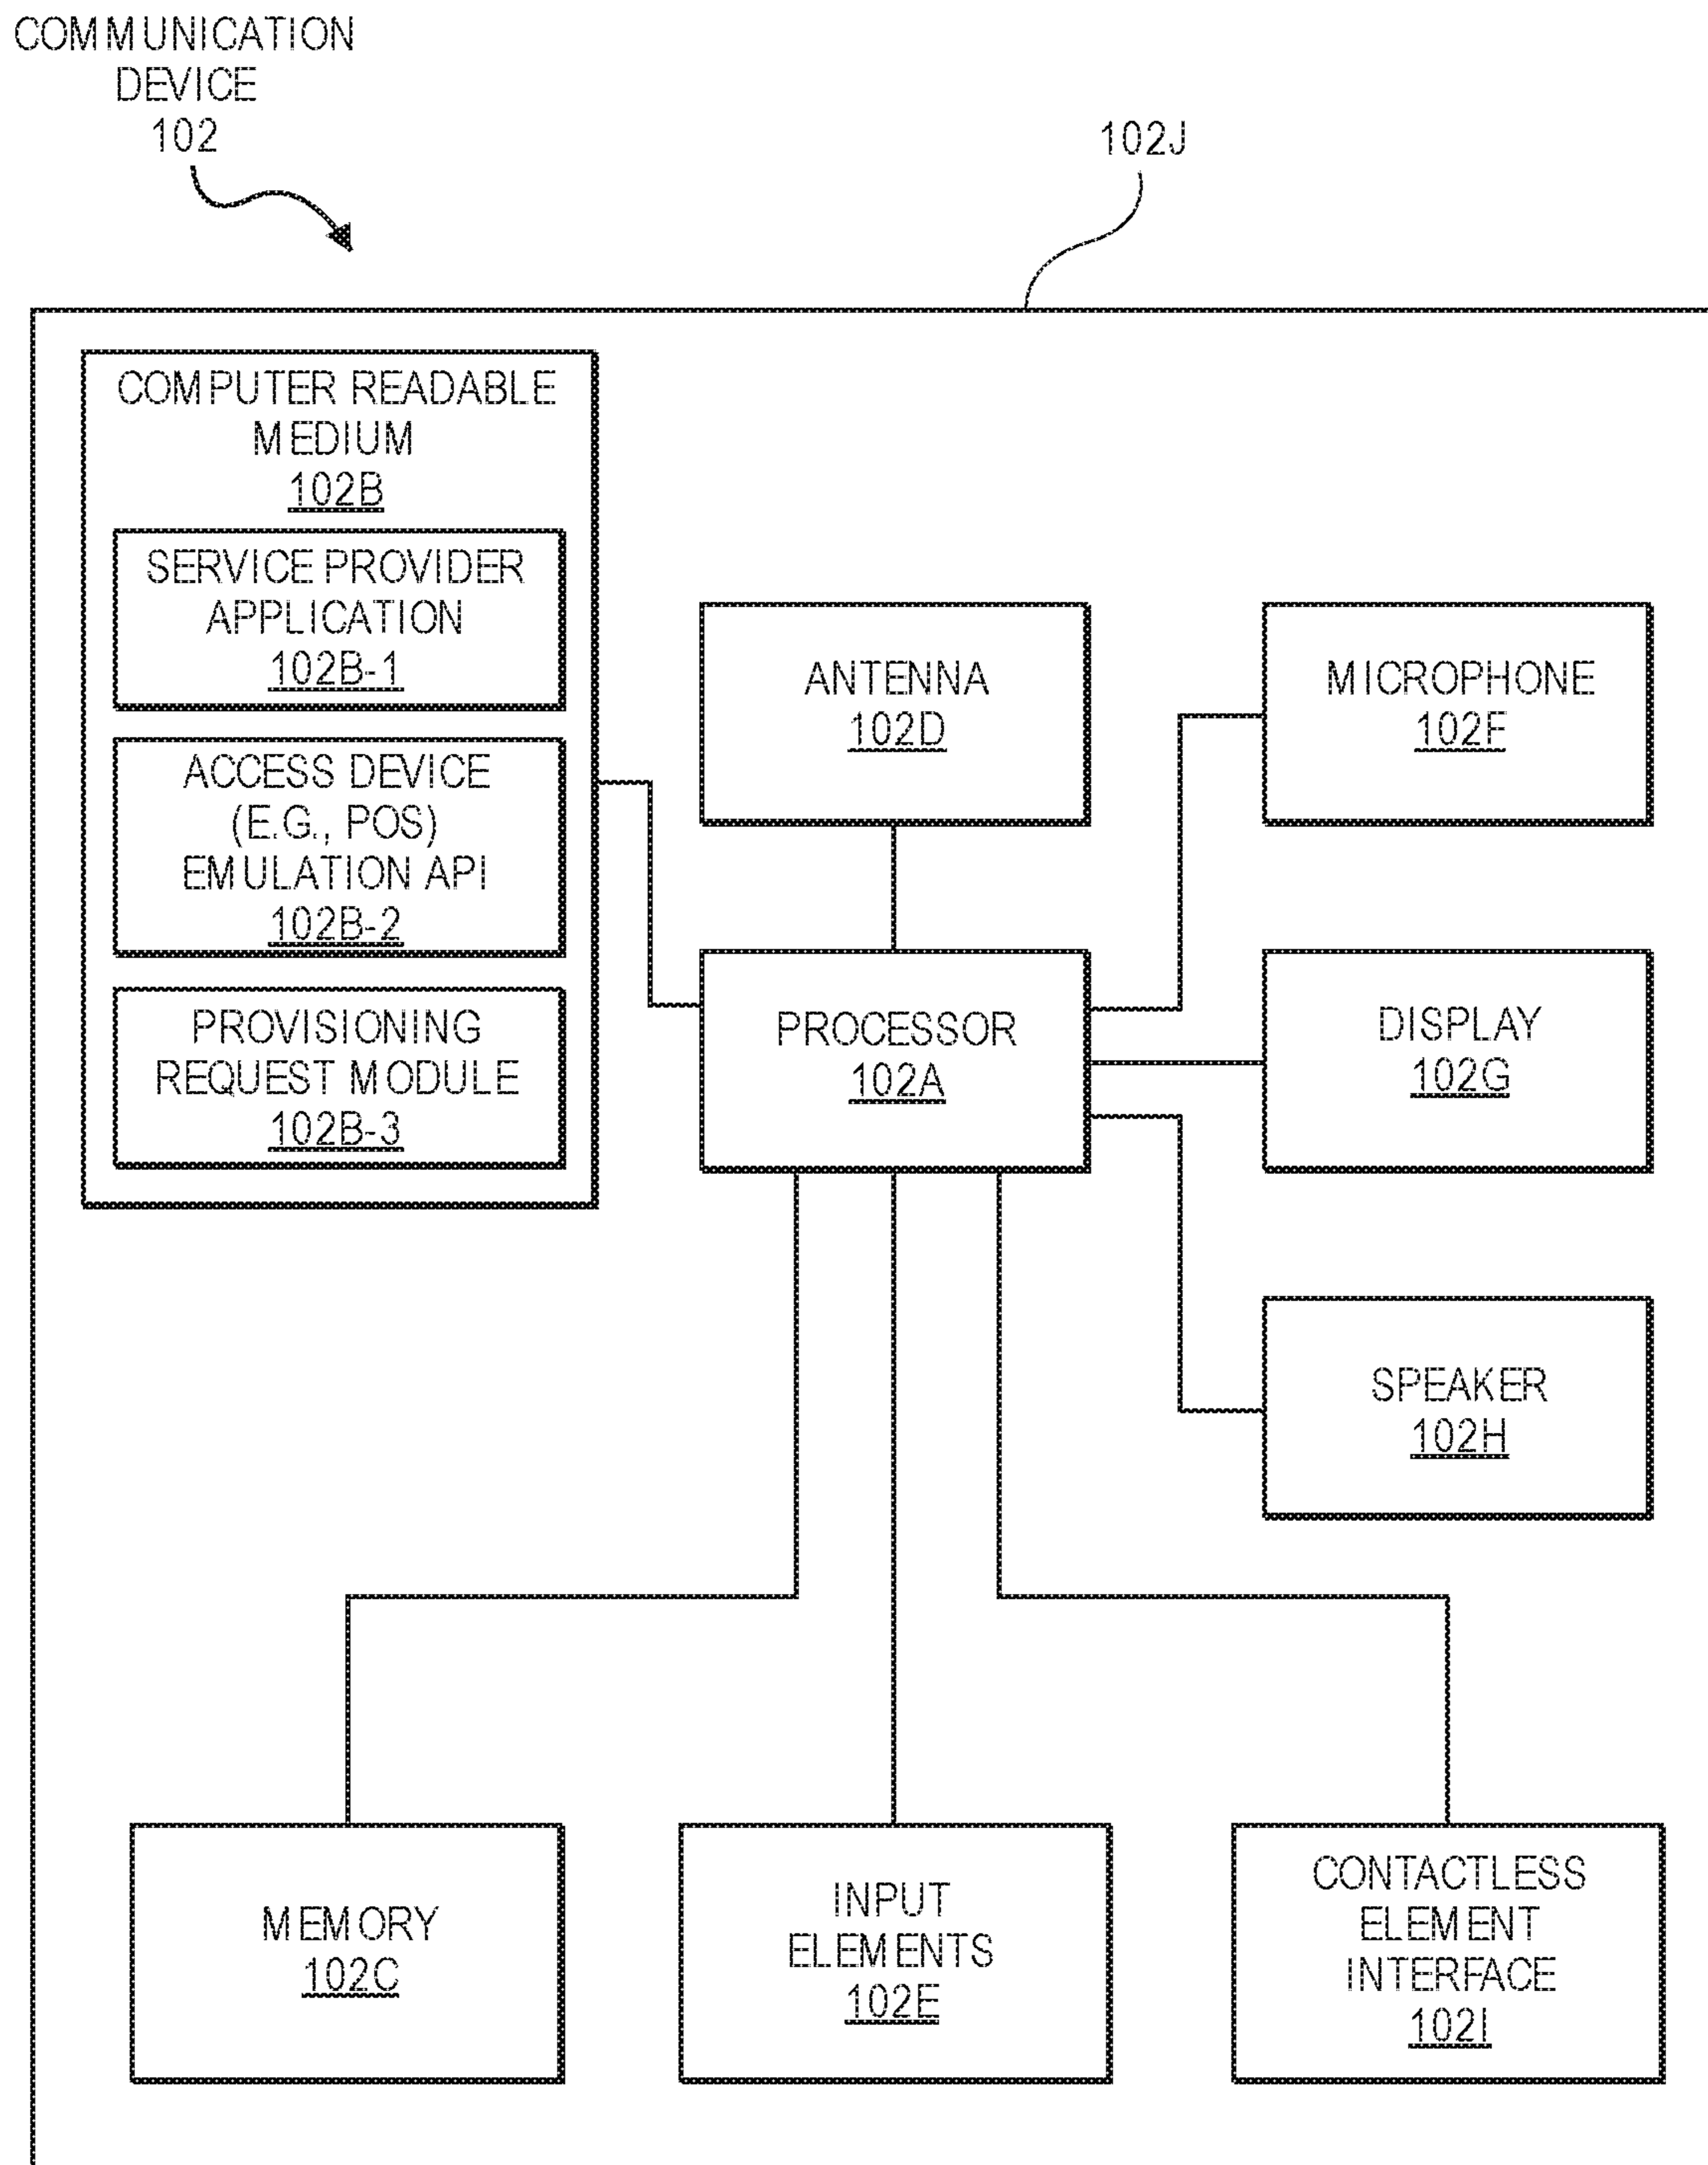 COMMUNICATION
DEVICE
102
102J
COMPUTER READABLE
MEDIUM
102B
SERVICE PROVIDER
APPLICATION
102B-1
ACCESS DEVICE
(E.G., POS)
EMULATION API
102B-2
PROVISIONING
REQUEST MODULE
102B-3
ANTENNA
102D
MICROPHONE
102F
PROCESSOR
102A
DISPLAY
102G
SPEAKER
102H
MEMORY
102C
INPUT
ELEMENTS
102E
CONTACTLESS
ELEMENT
INTERFACE
102I